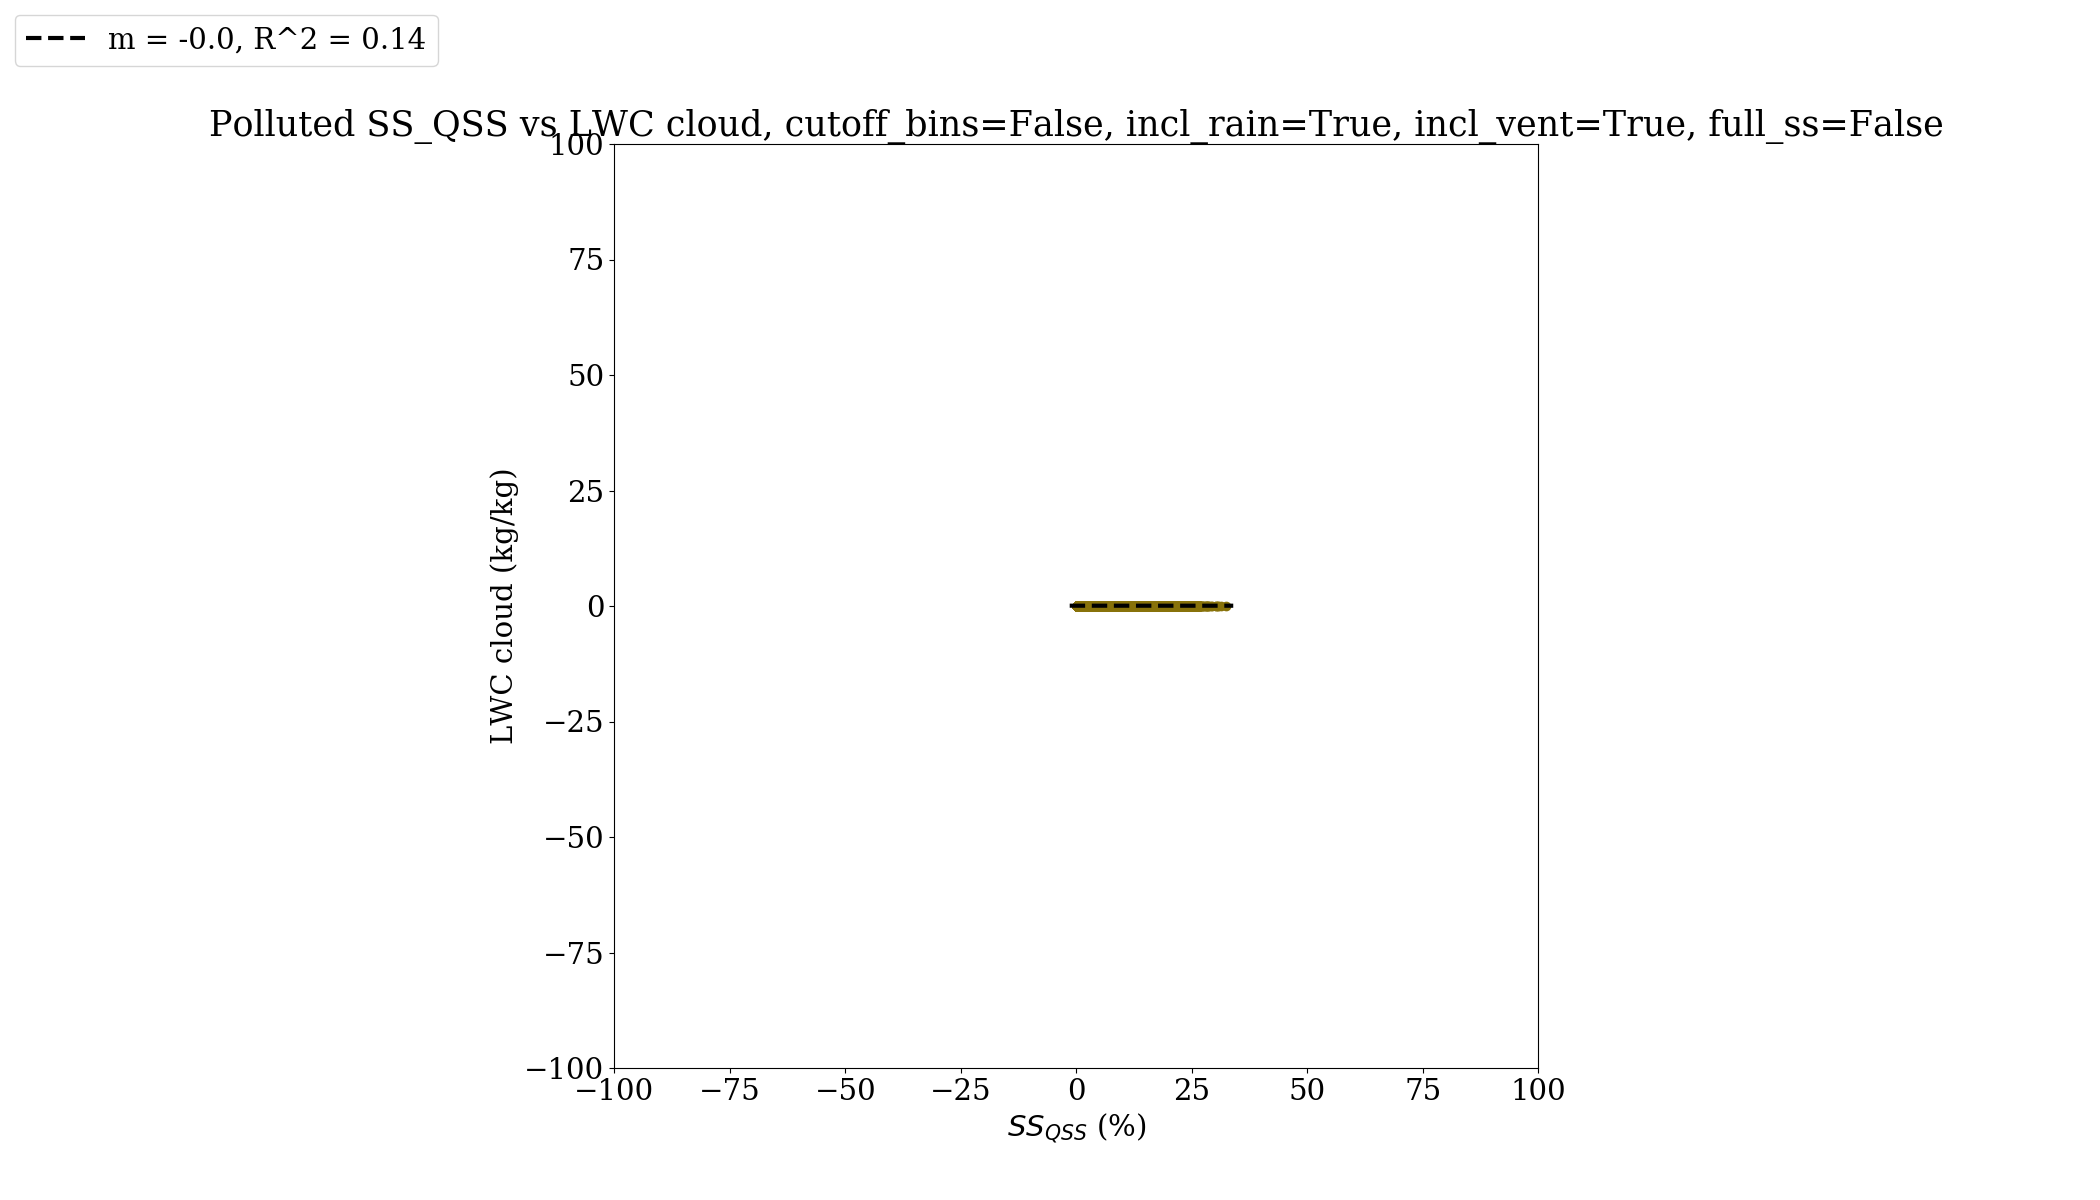 m = -0.0, R^2 = 0.14
Polluted SS_QSS vs LWC cloud, cutoff_bins=False, incl_rain=True, incl_vent=True, full_ss=False
100
75
50
25
0
−25
−50
−75
−100
LWC cloud (kg/kg)
−100 −75 −50 −25 0 25 50 75 100
SS_QSS (%)